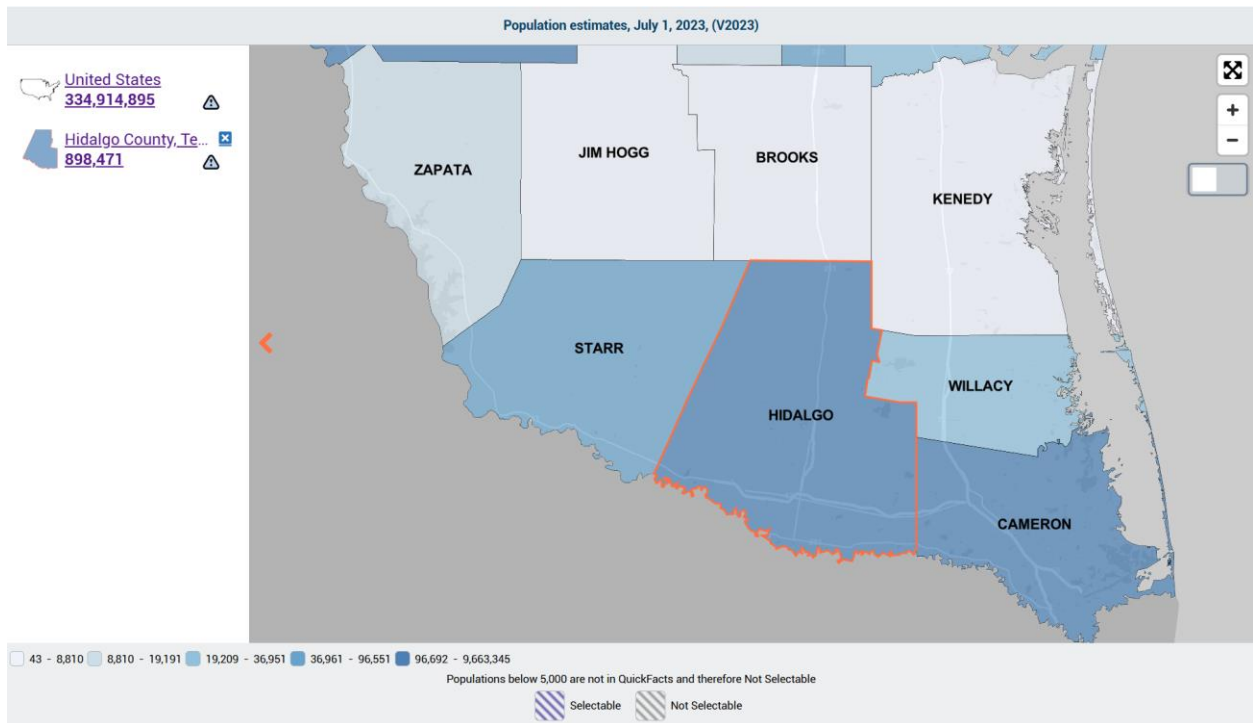 Population estimates, July 1, 2023, (V2023)
United States
334,914,895
Hidalgo County, Te...
898,471
ZAPATA
JIM HOGG
BROOKS
KENEDY
STARR
HIDALGO
WILLACY
CAMERON
+
−
43 - 8,810 8,810 - 19,191 19,209 - 36,951 36,961 - 96,551 96,692 - 9,663,345
Populations below 5,000 are not in QuickFacts and therefore Not Selectable
Selectable Not Selectable